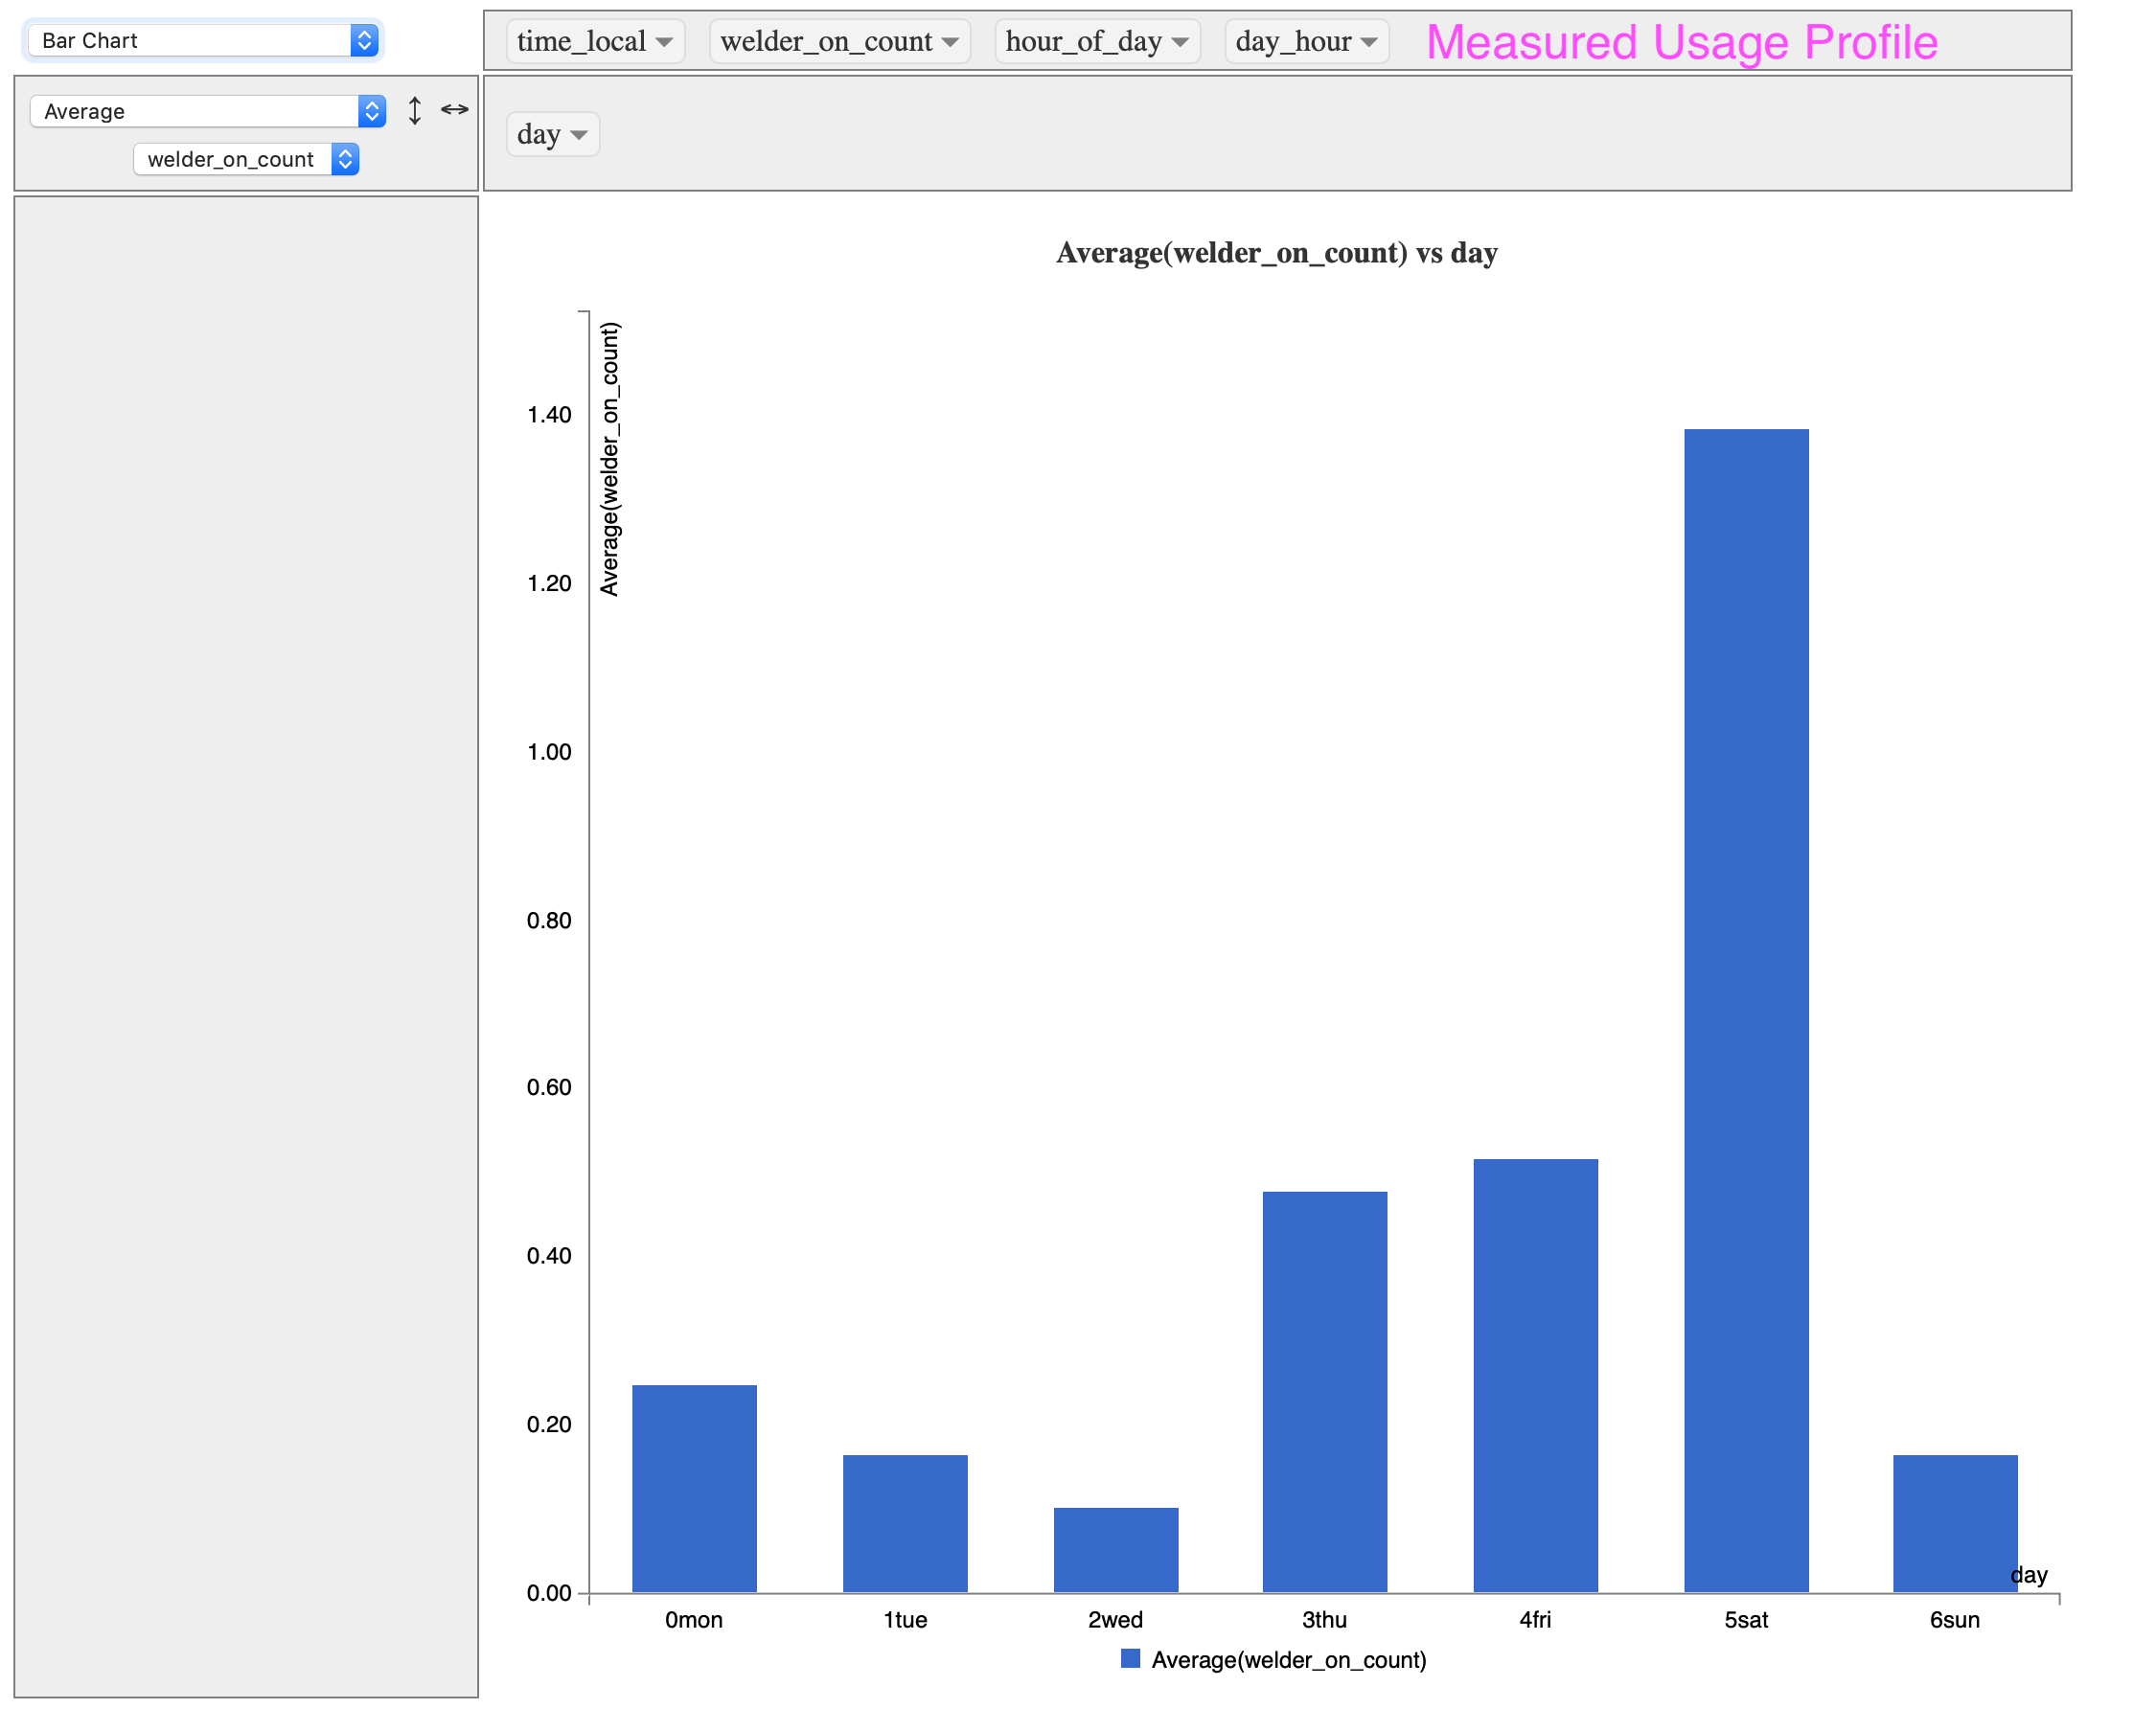 Bar Chart
time_local welder_on_count hour_of_day day_hour Measured Usage Profile
Average
welder_on_count
day
Average(welder_on_count) vs day
Average(welder_on_count)
1.40
1.20
1.00
0.80
0.60
0.40
0.20
0.00
day
0mon 1tue 2wed 3thu 4fri 5sat 6sun
Average(welder_on_count)